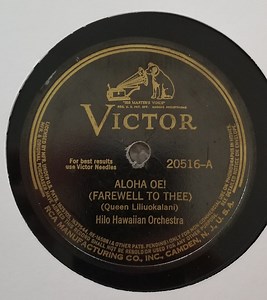 "HIS MASTER'S VOICE"
VICTOR
For best results
use Victor Needles
20516-A
ALOHA OE!
(FAREWELL TO THEE)
(Queen Liliuokalani)
Hilo Hawaiian Orchestra
RCA MANUFACTURING CO., INC., CAMDEN, N. J., U. S. A.